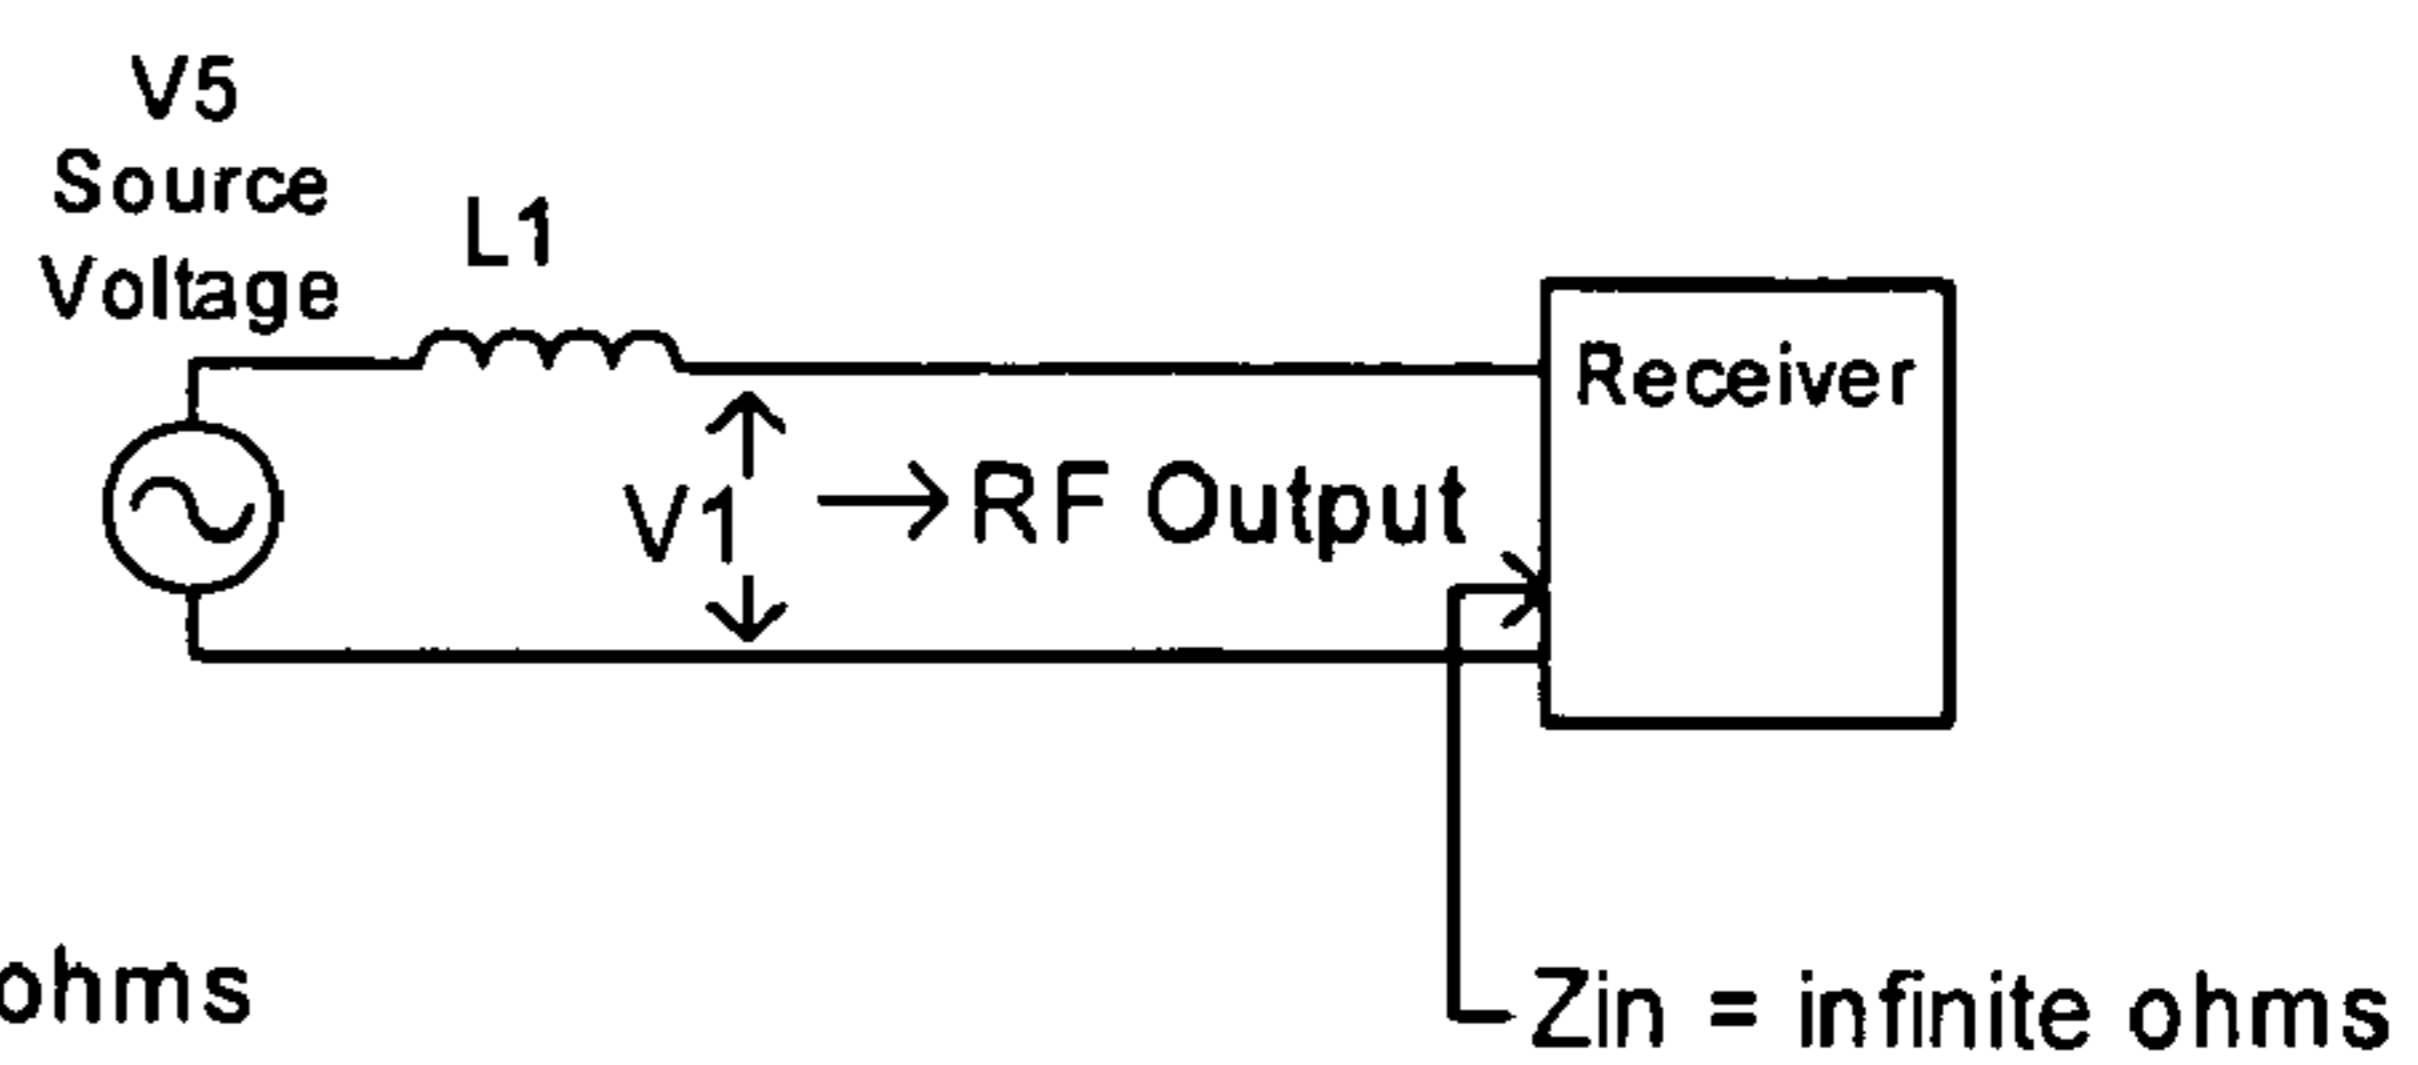 V5
Source
Voltage
L1
Receiver
V1
RF Output
ohms
Zin = infinite ohms